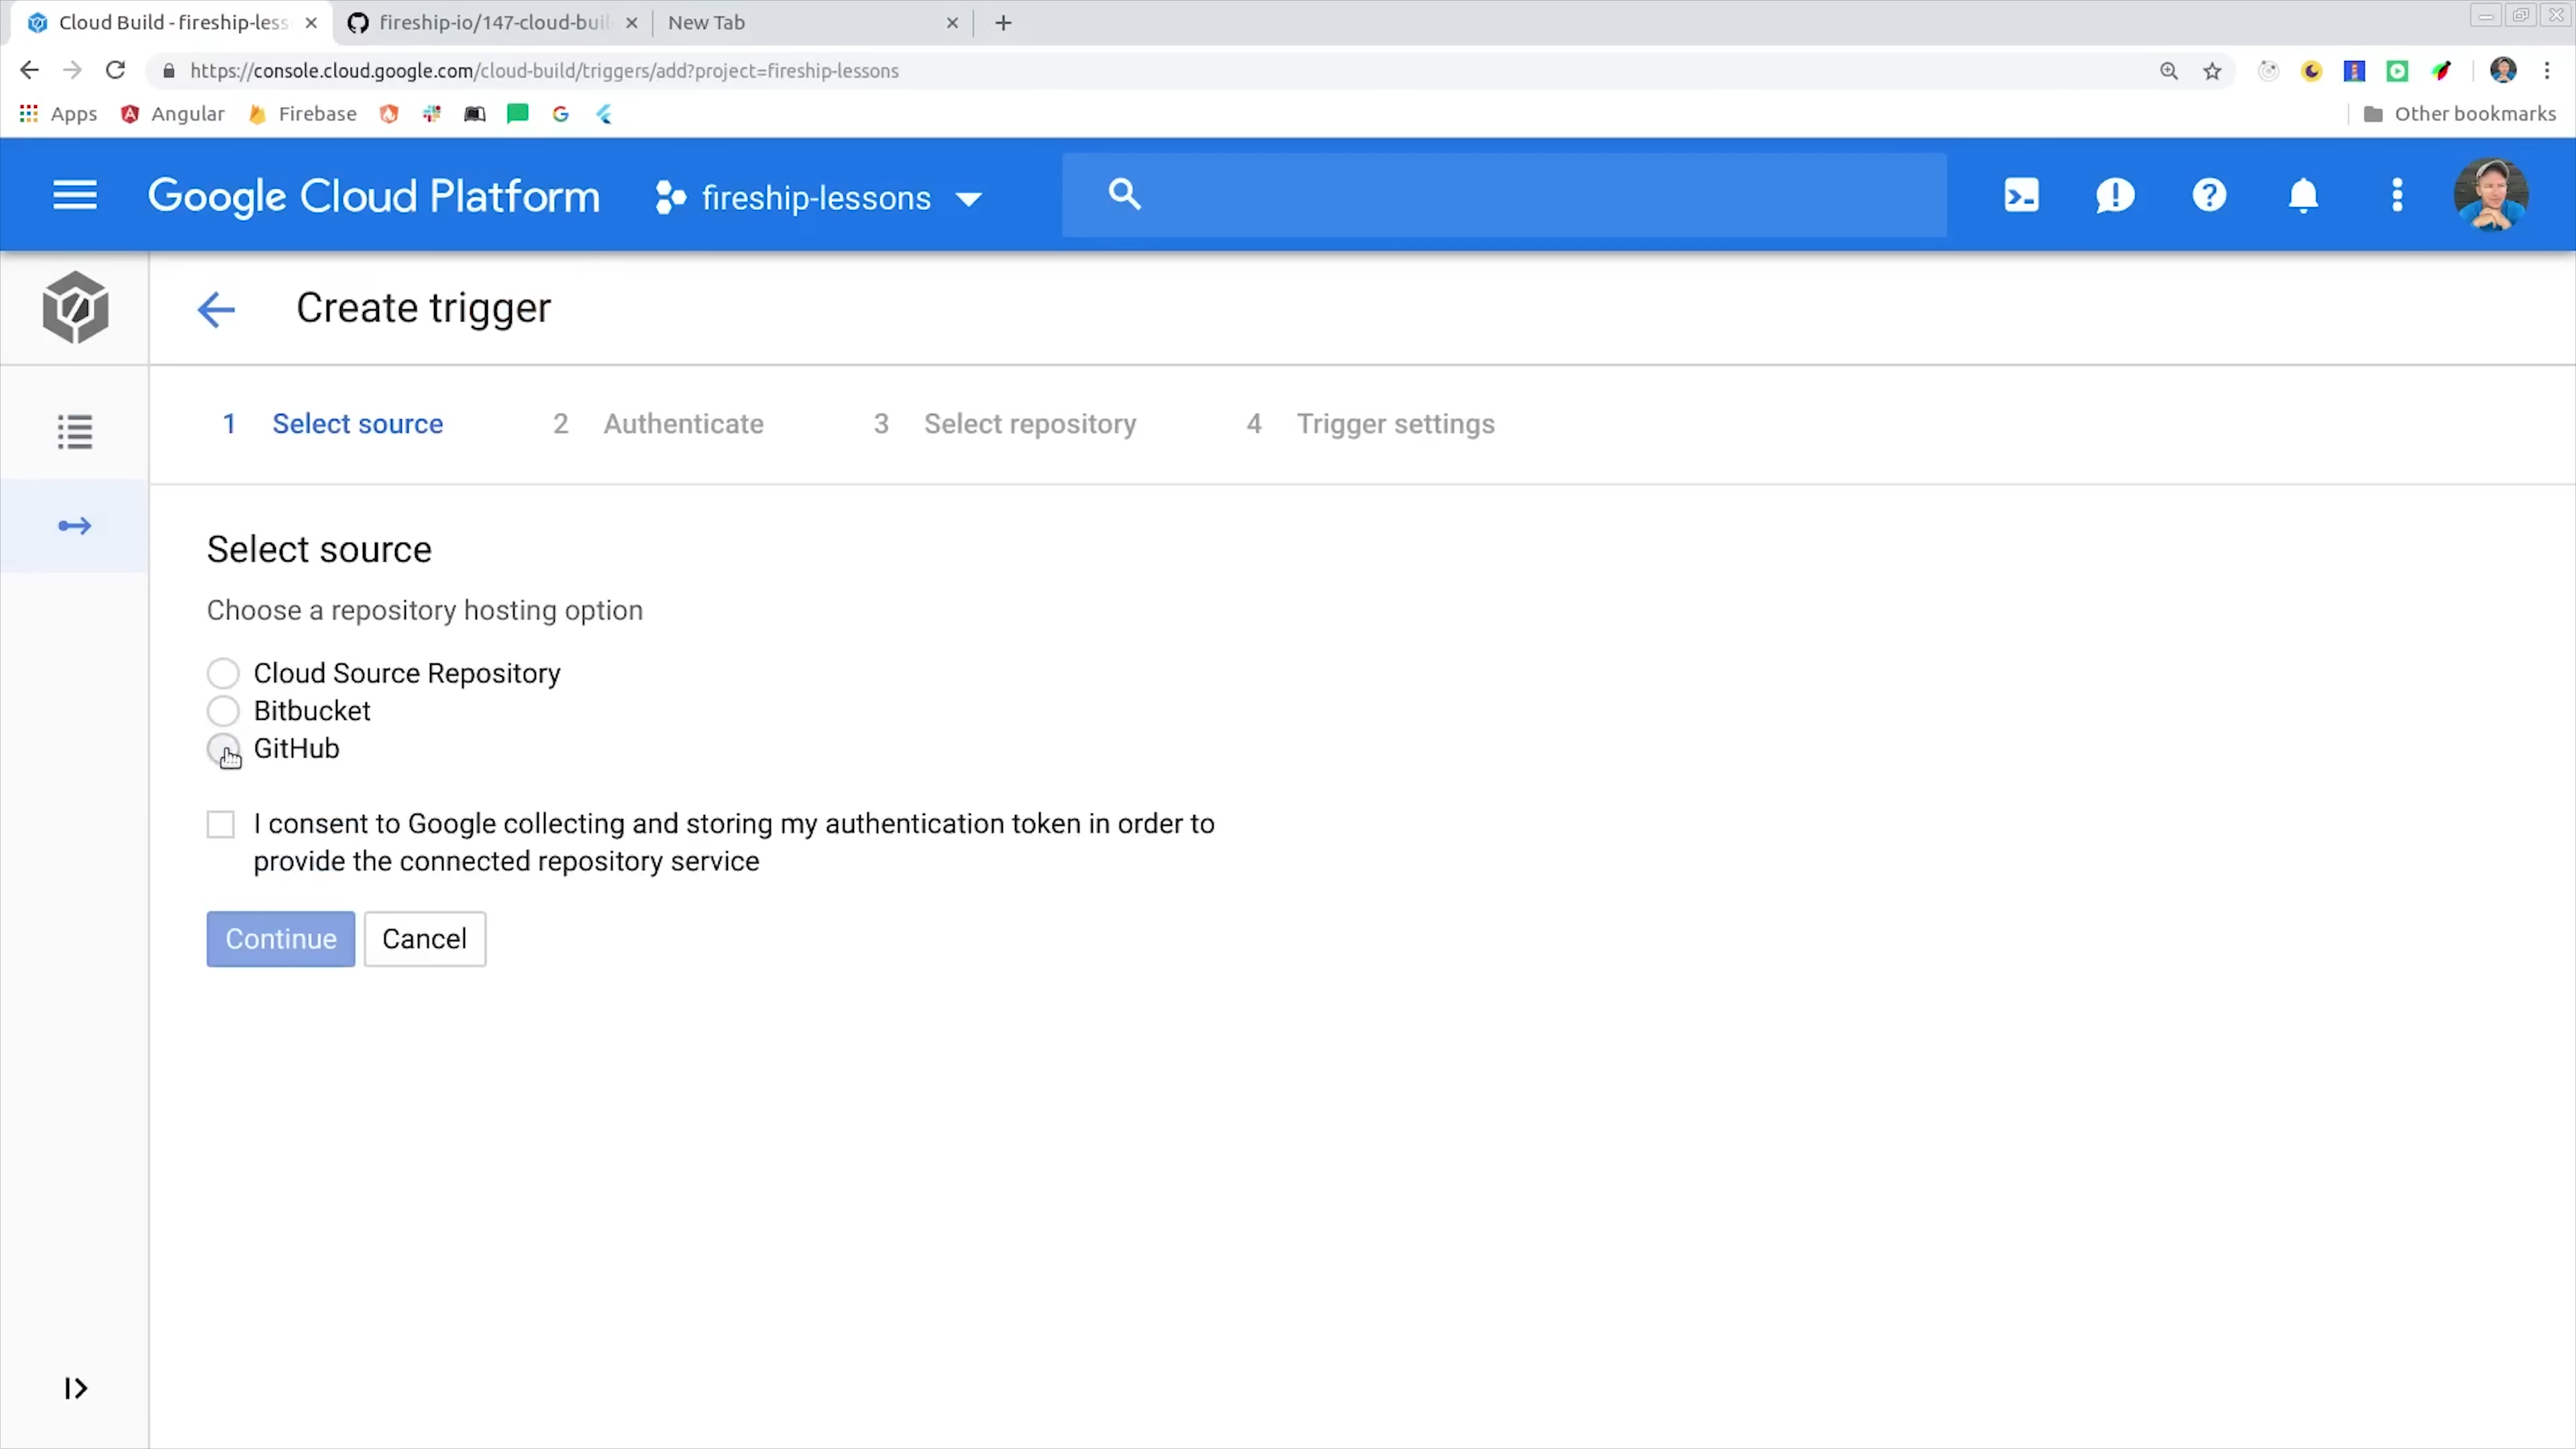 Cloud Build - fireship-less
fireship-io/147-cloud-buil
New Tab
https://console.cloud.google.com/cloud-build/triggers/add?project=fireship-lessons
Apps
Angular
Firebase
Other bookmarks
Google Cloud Platform
fireship-lessons
Create trigger
1 Select source
2 Authenticate
3 Select repository
4 Trigger settings
Select source
Choose a repository hosting option
Cloud Source Repository
Bitbucket
GitHub
I consent to Google collecting and storing my authentication token in order to
provide the connected repository service
Continue
Cancel